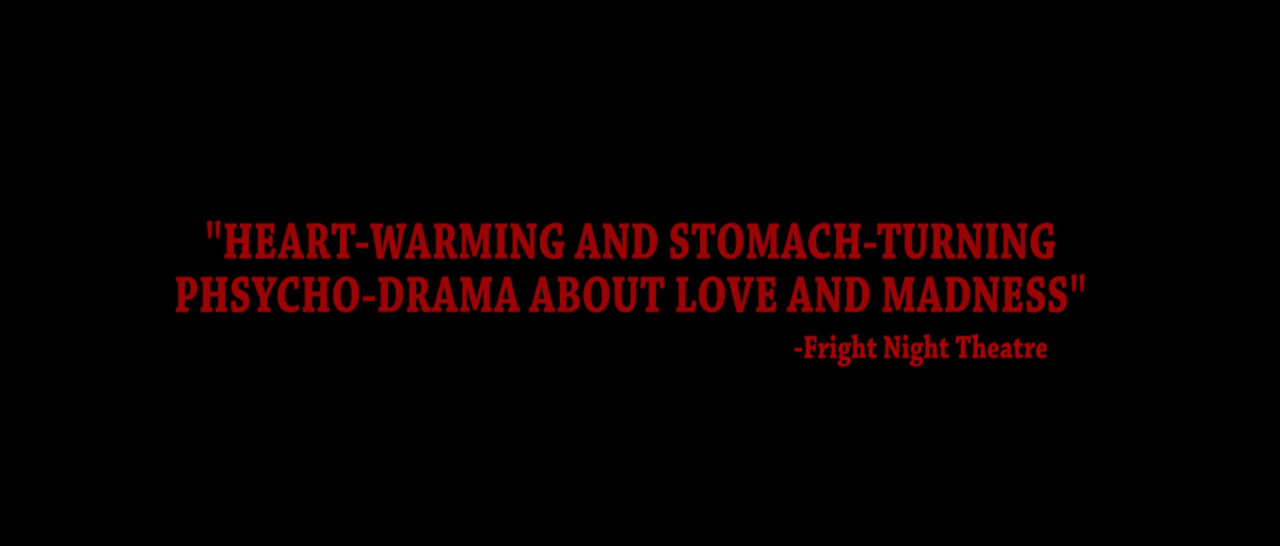 "HEART-WARMING AND STOMACH-TURNING
PHSYCHO-DRAMA ABOUT LOVE AND MADNESS"
-Fright Night Theatre